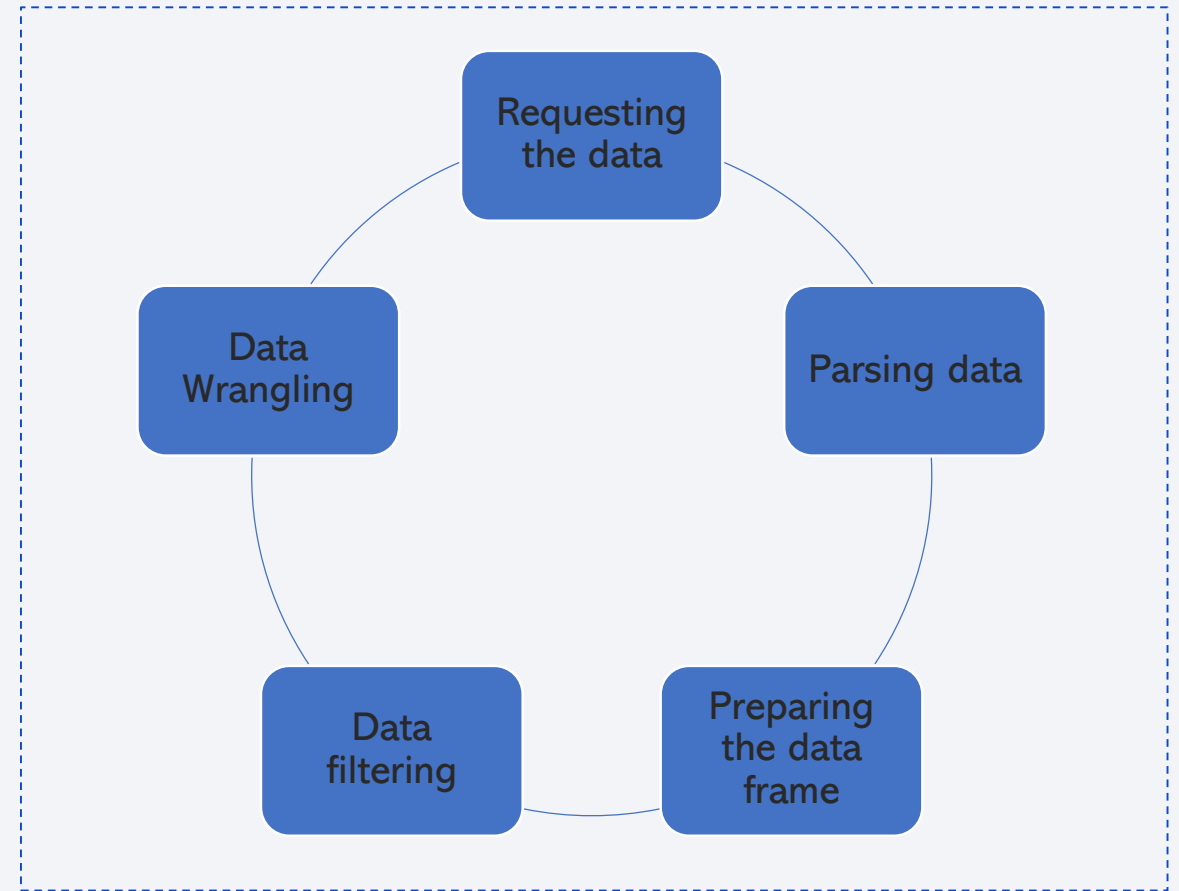 Requesting
the data
Parsing data
Preparing
the data
frame
Data
filtering
Data
Wrangling